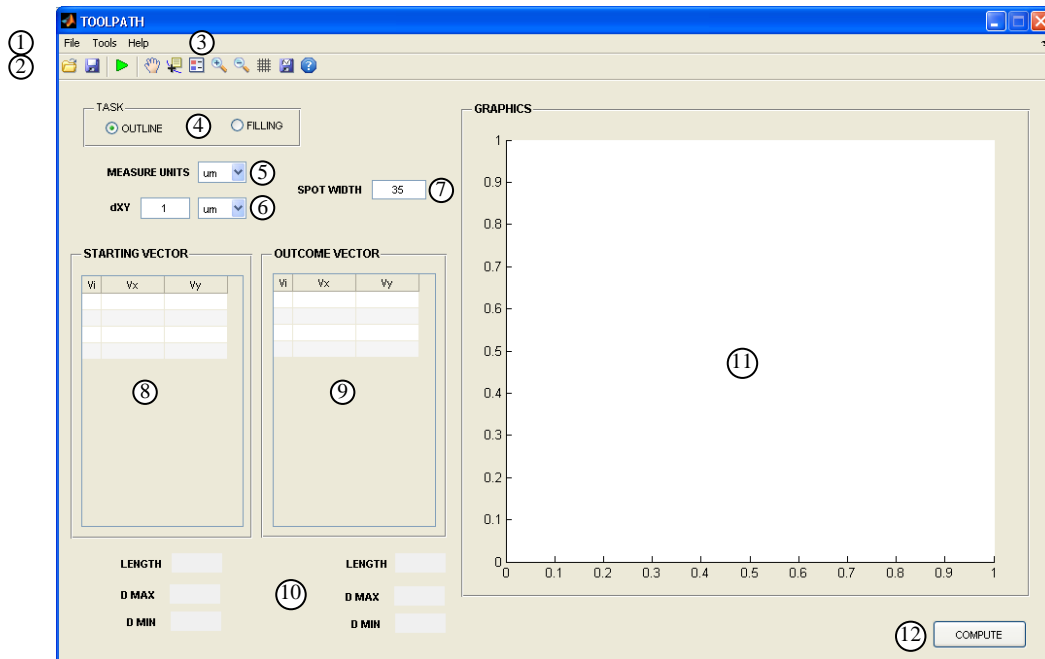 TOOLPATH
① File Tools Help ③
②
TASK
OUTLINE ④ FILLING
MEASURE UNITS um ⑤
SPOT WIDTH 35 ⑦
dXY 1 um ⑥
STARTING VECTOR
Vi Vx Vy
⑧
OUTCOME VECTOR
Vi Vx Vy
⑨
LENGTH
D MAX
D MIN
⑩
LENGTH
D MAX
D MIN
GRAPHICS
1
0.9
0.8
0.7
0.6
0.5
0.4
0.3
0.2
0.1
0
0 0.1 0.2 0.3 0.4 0.5 0.6 0.7 0.8 0.9 1
⑪
⑫ COMPUTE